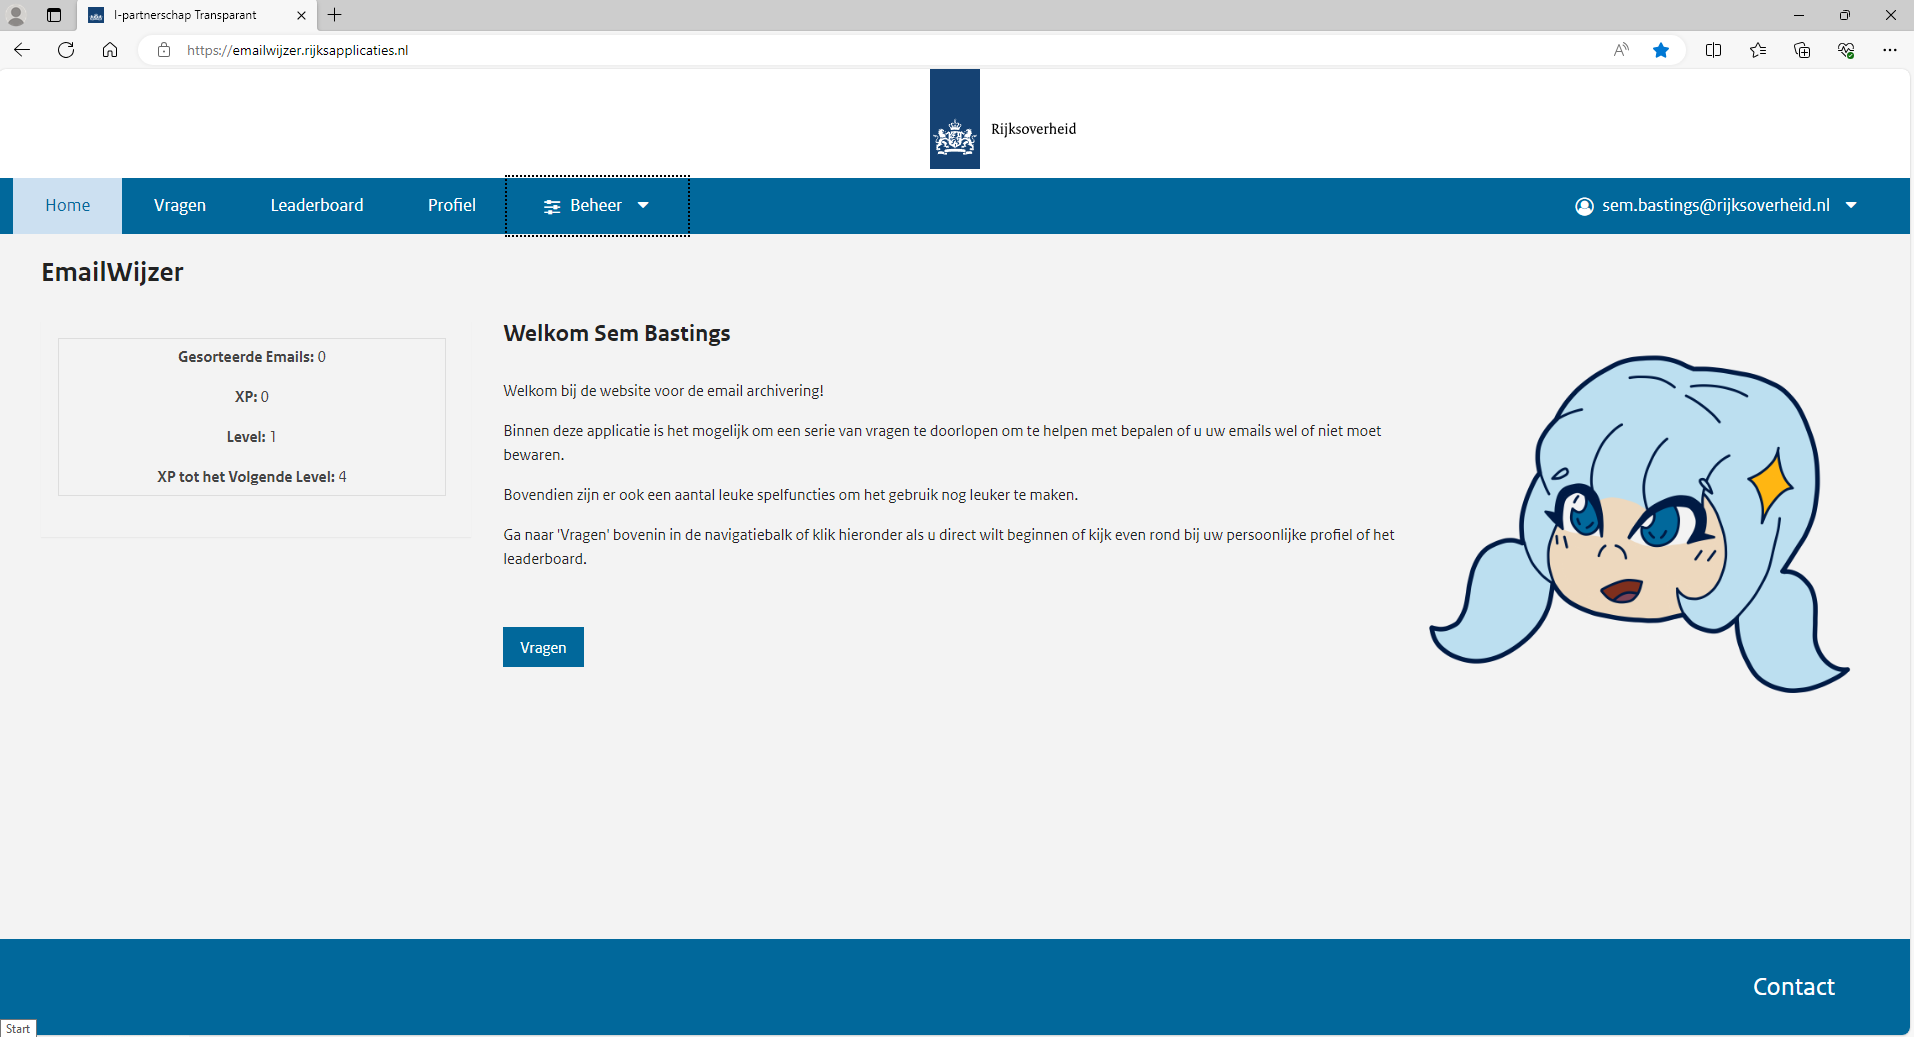 I-partnerschap Transparant
https://emailwijzer.rijksapplicaties.nl
Rijksoverheid
Home Vragen Leaderboard Profiel Beheer sem.bastings@rijksoverheid.nl
EmailWijzer
Gesorteerde Emails: 0
XP: 0
Level: 1
XP tot het Volgende Level: 4
Welkom Sem Bastings
Welkom bij de website voor de email archivering!
Binnen deze applicatie is het mogelijk om een serie van vragen te doorlopen om te helpen met bepalen of u uw emails wel of niet moet
bewaren.
Bovendien zijn er ook een aantal leuke spelfuncties om het gebruik nog leuker te maken.
Ga naar 'Vragen' bovenin de navigatiebalk of klik hieronder als u direct wilt beginnen of kijk even rond bij uw persoonlijke profiel of het
leaderboard.
Vragen
Contact
Start